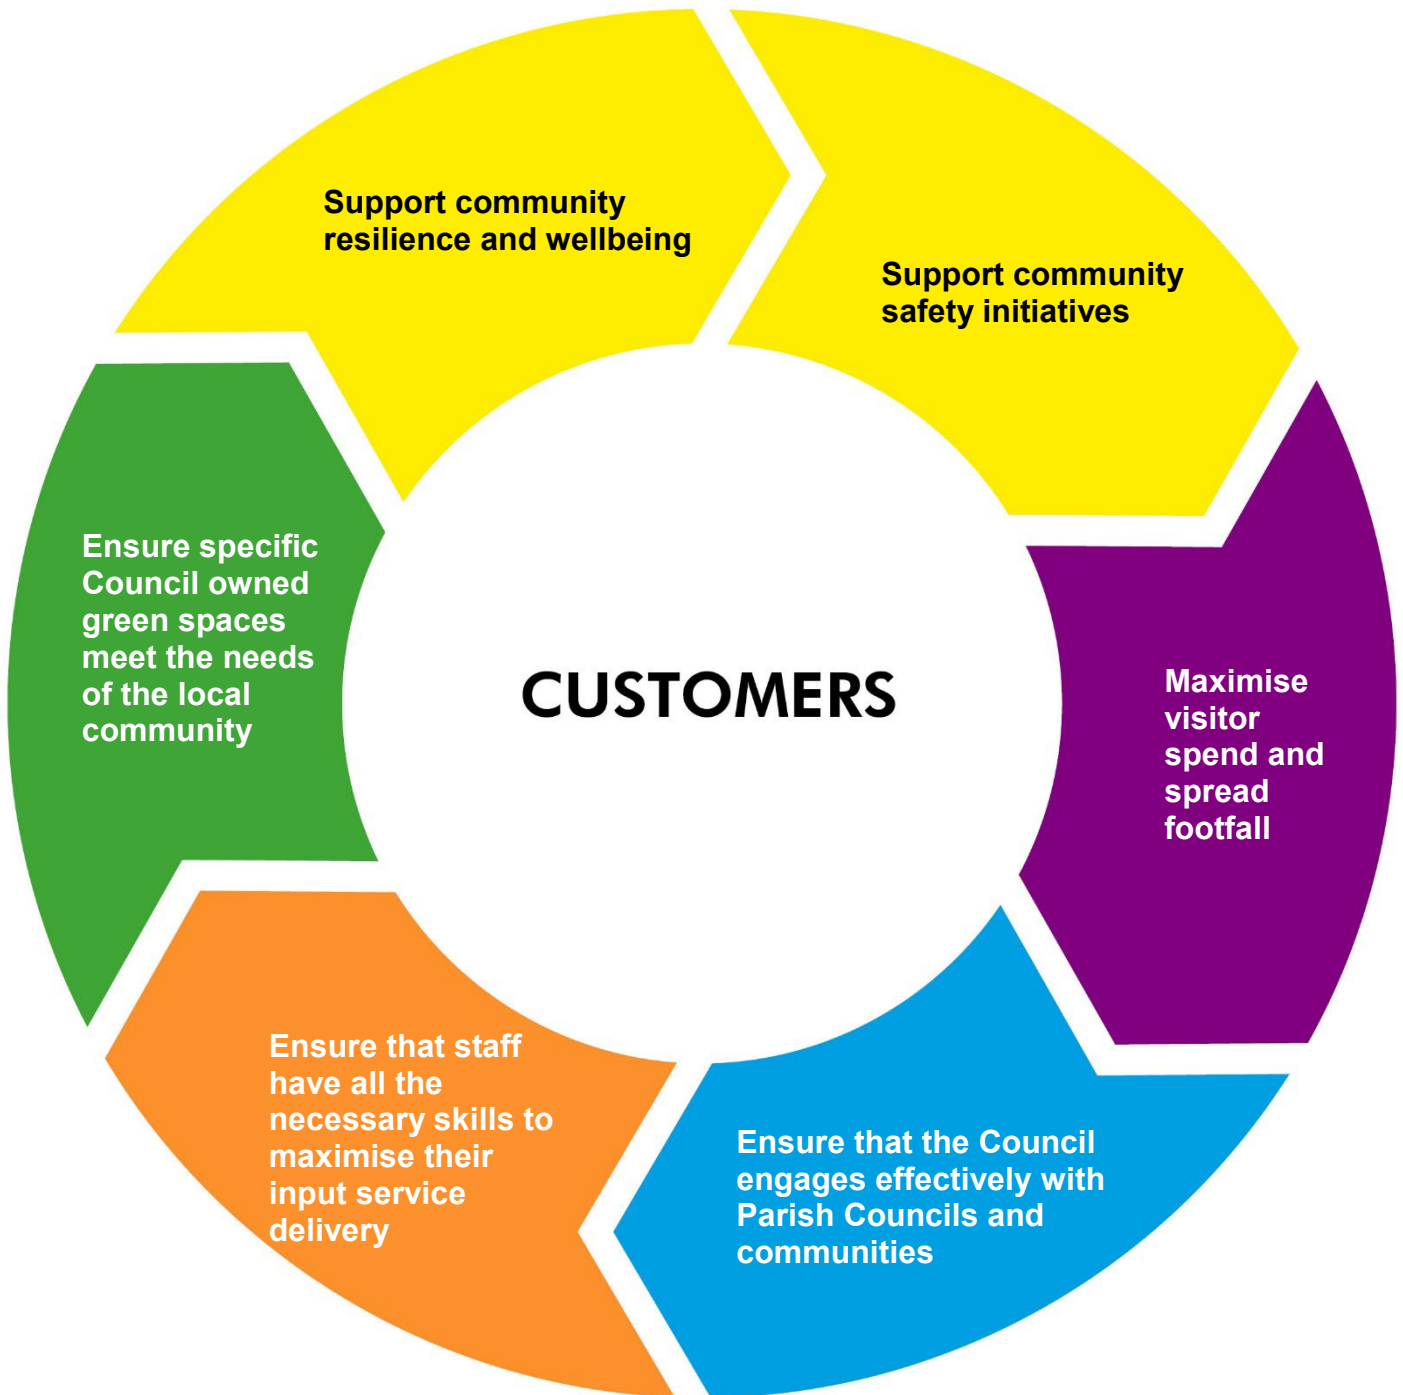 Support community
resilience and wellbeing
Support community
safety initiatives
Maximise
visitor
spend and
spread
footfall
Ensure that the Council
engages effectively with
Parish Councils and
communities
Ensure that staff
have all the
necessary skills to
maximise their
input service
delivery
Ensure specific
Council owned
green spaces
meet the needs
of the local
community
CUSTOMERS